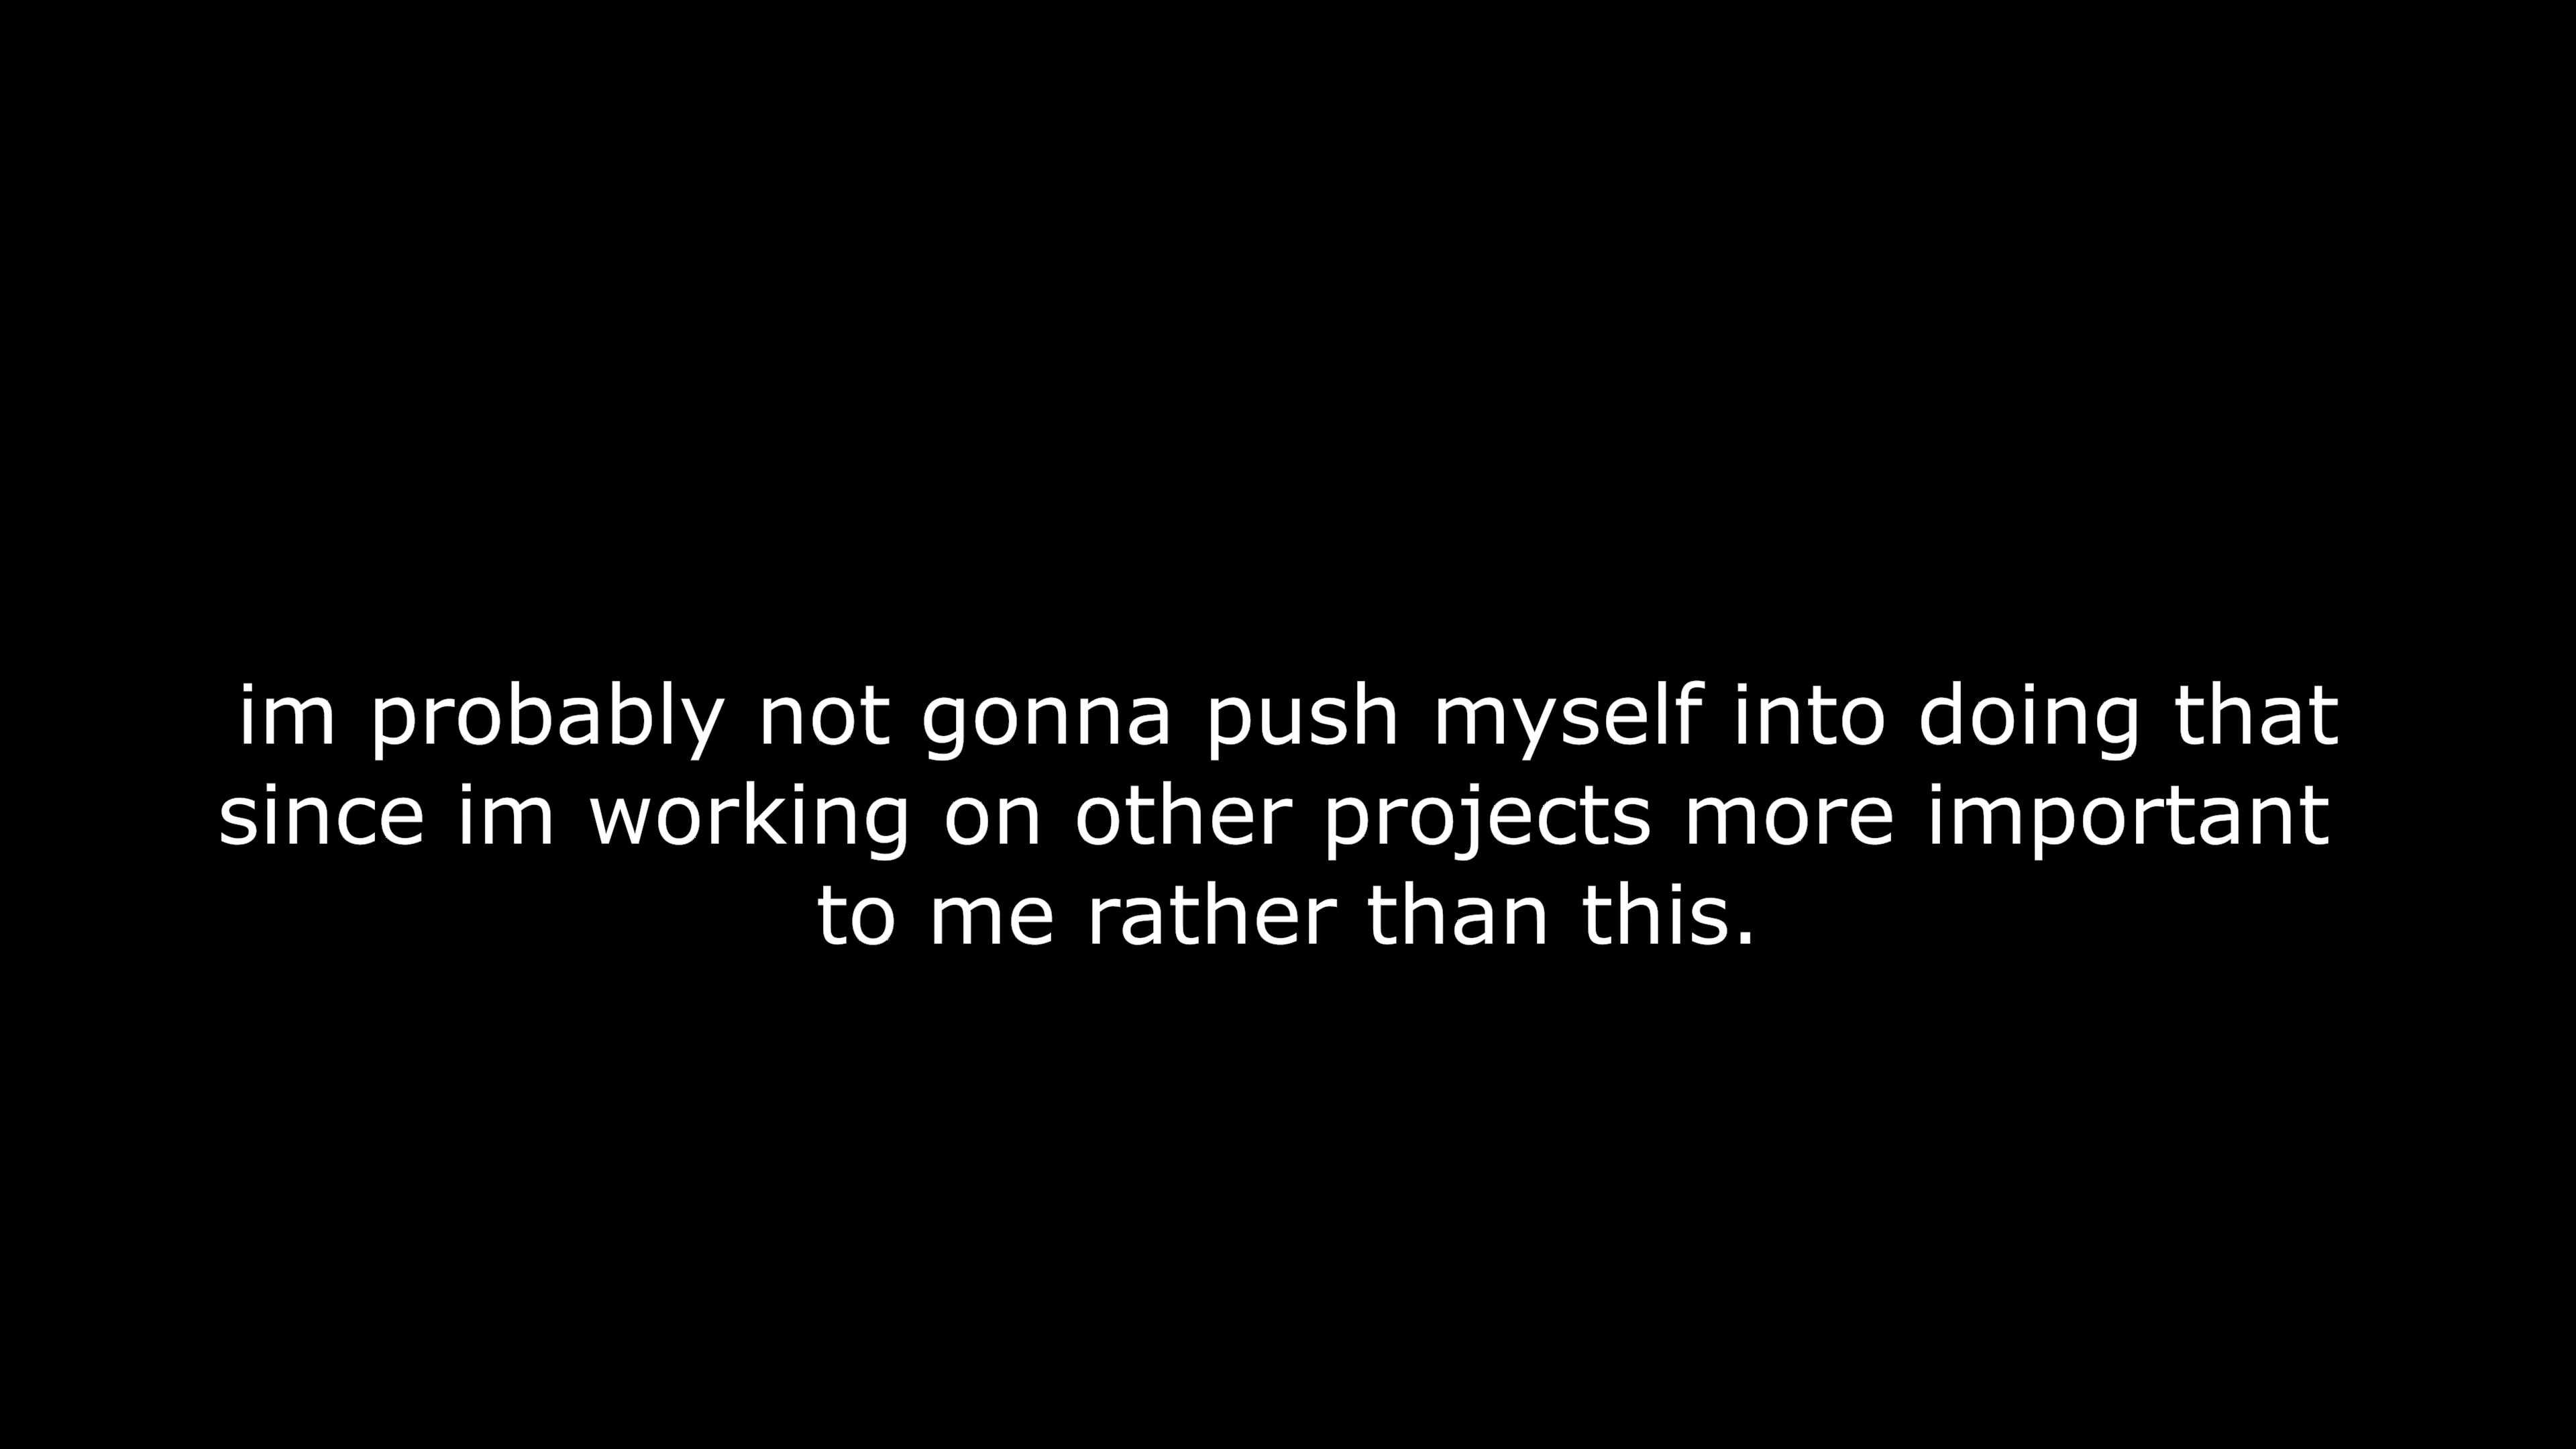 im probably not gonna push myself into doing that
since im working on other projects more important
to me rather than this.